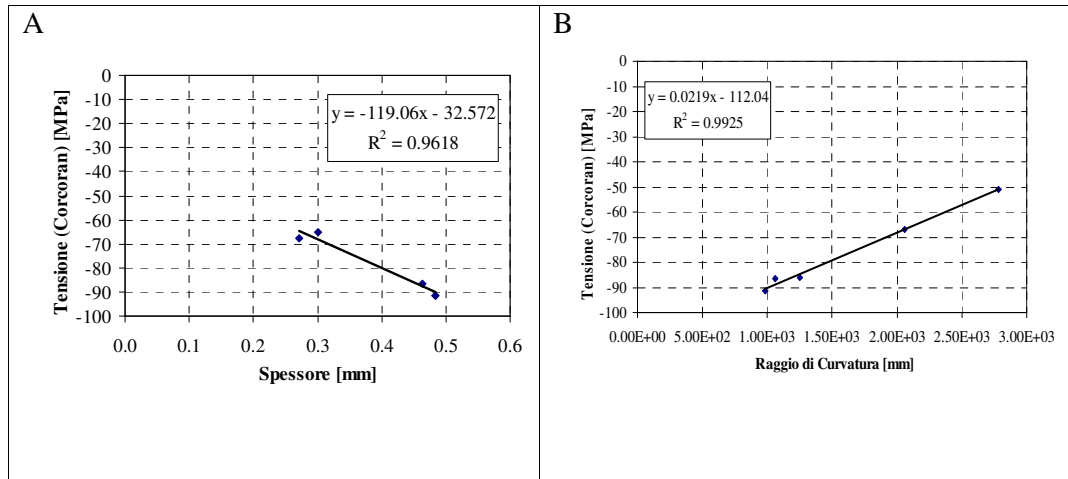 A
0
-10
-20
-30
-40
-50
-60
-70
-80
-90
-100
Tensione (Corcoran) [MPa]
y = -119.06x - 32.572
R² = 0.9618
0.0 0.1 0.2 0.3 0.4 0.5 0.6
Spessore [mm]
B
0
-10
-20
-30
-40
-50
-60
-70
-80
-90
-100
Tensione (Corcoran) [MPa]
y = 0.0219x - 112.04
R² = 0.9925
0.00E+00 5.00E+02 1.00E+03 1.50E+03 2.00E+03 2.50E+03 3.00E+03
Raggio di Curvatura [mm]